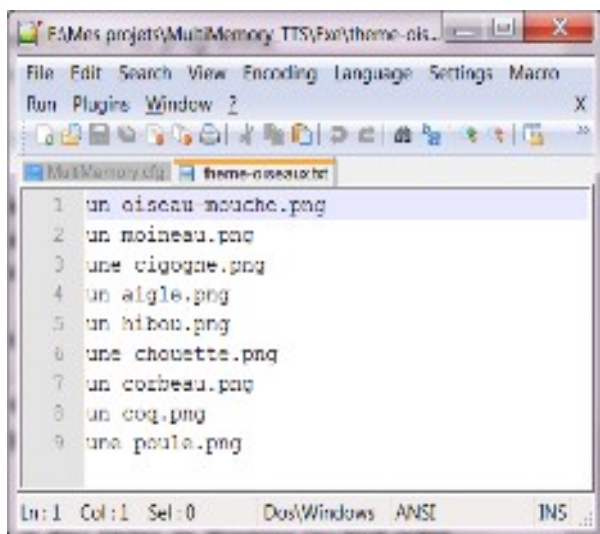 E:\Mes projets\MultiMemory_TTS\Exe\theme-ois...
File Edit Search View Encoding Language Settings Macro
Run Plugins Window ? X
MultiMemory.cfg theme-oiseaux.txt
1 un oiseau-mouche.png
2 un moineau.png
3 une cigogne.png
4 un aigle.png
5 un hibou.png
6 une chouette.png
7 un corbeau.png
8 un coq.png
9 une poule.png
Ln : 1 Col : 1 Sel : 0 Dos\Windows ANSI INS